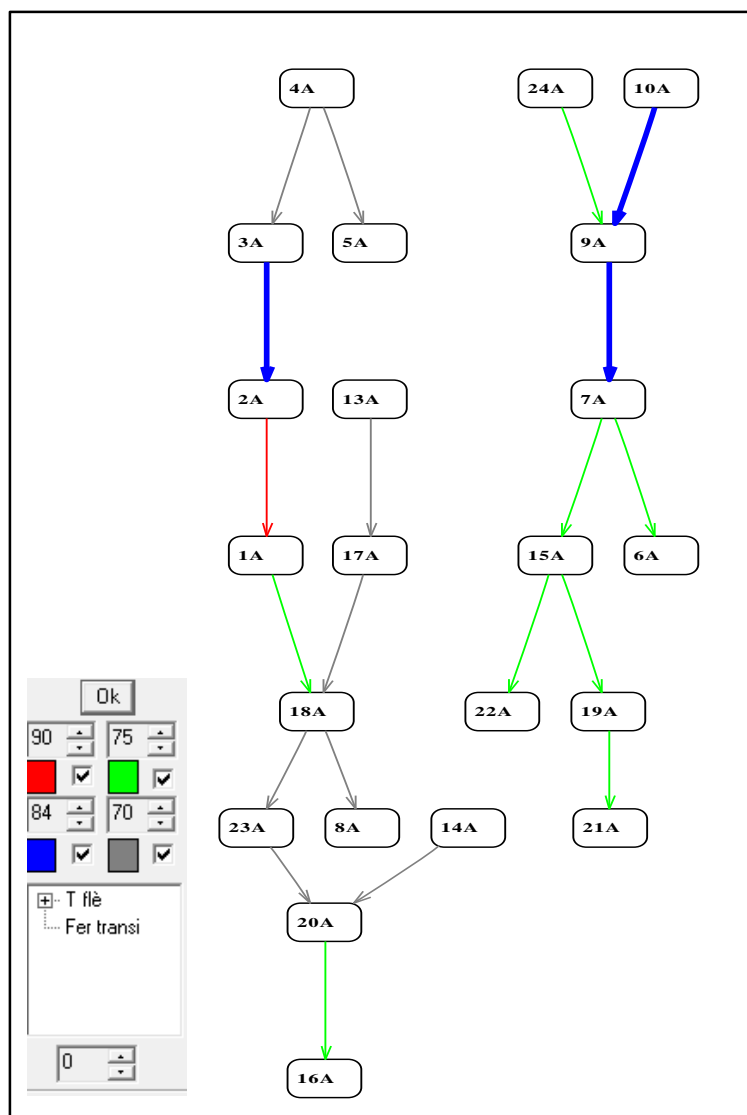 4A 24A 10A
3A 5A 9A
2A 13A 7A
1A 17A 15A 6A
Ok
18A 22A 19A
90 75
84 70
23A 8A 14A 21A
T flè
20A
Fer transi
0
16A